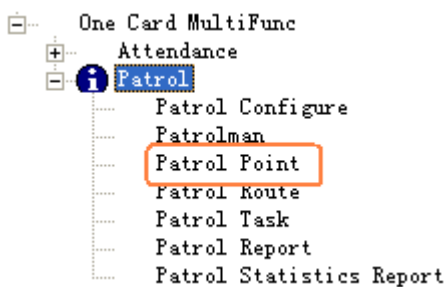 One Card MultiFunc
Attendance
Patrol
Patrol Configure
Patrolman
Patrol Point
Patrol Route
Patrol Task
Patrol Report
Patrol Statistics Report